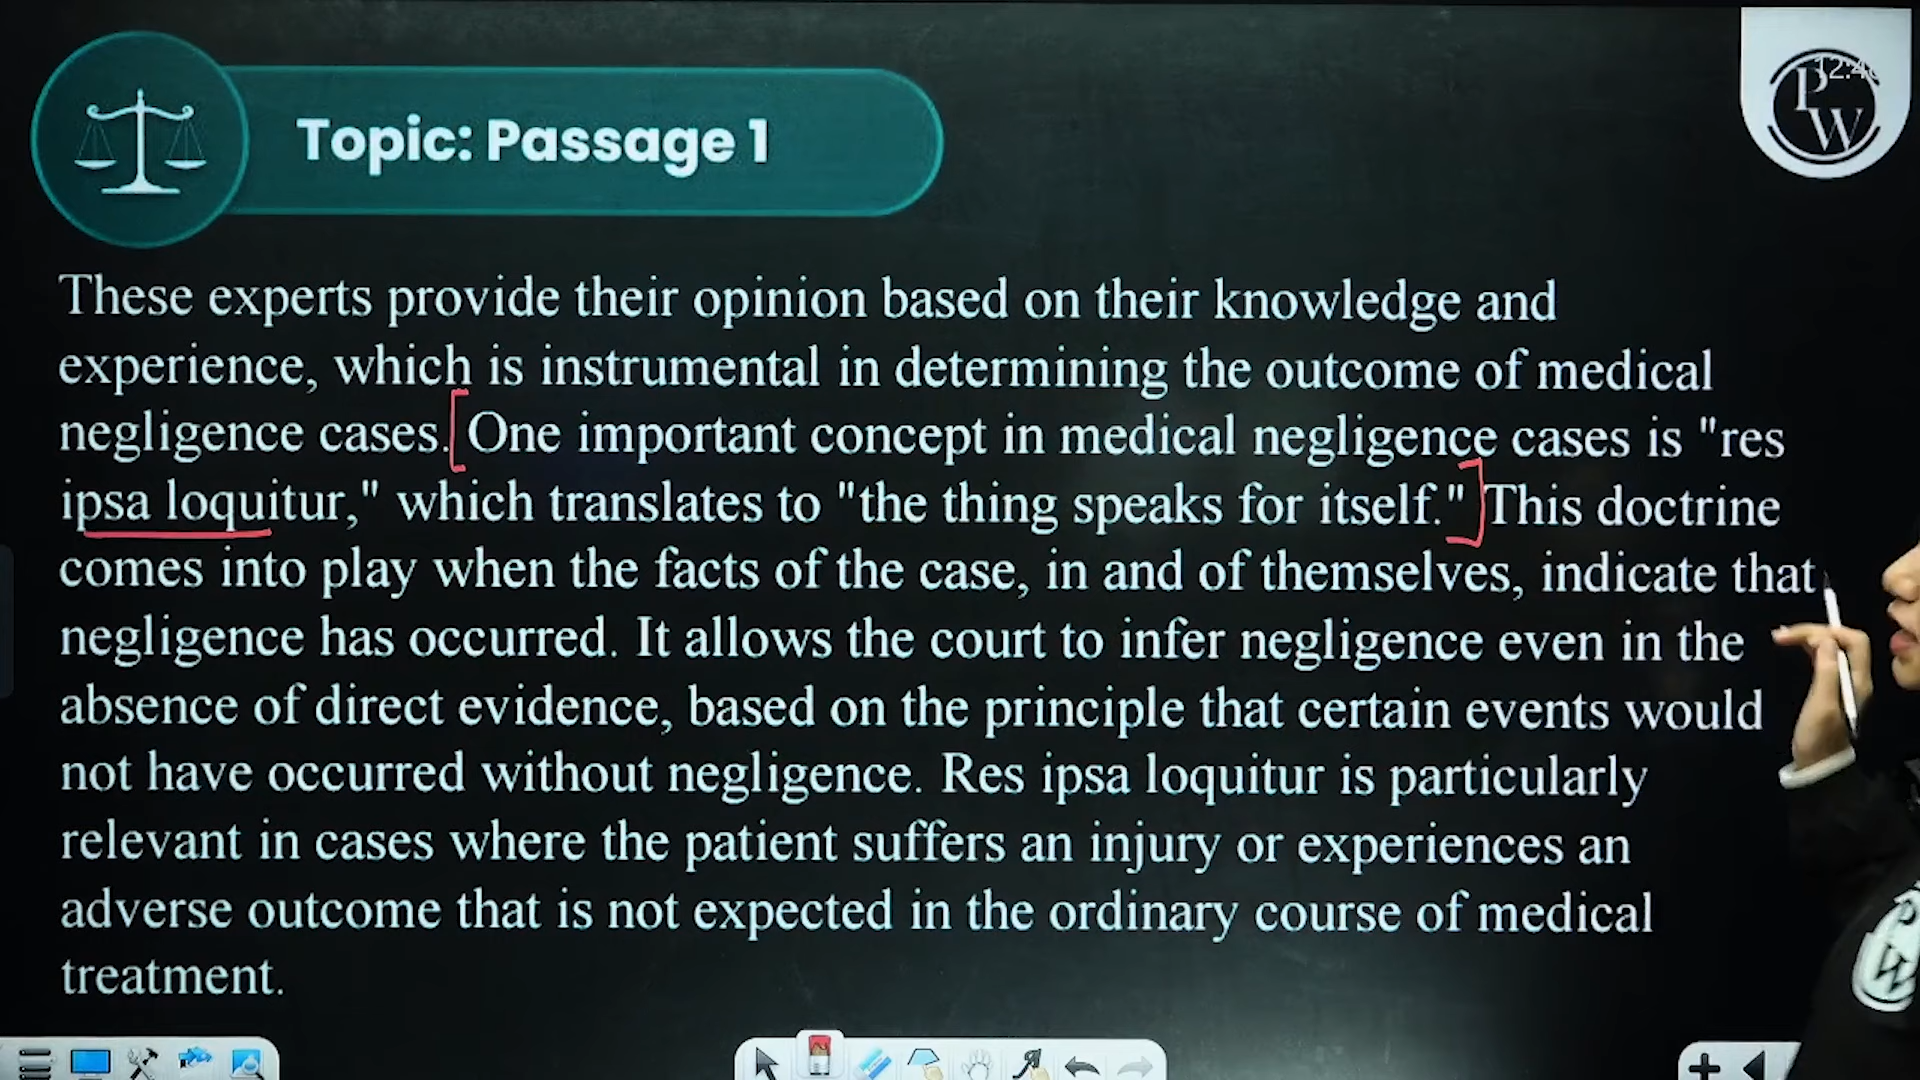 Topic: Passage 1
12:4
PW
These experts provide their opinion based on their knowledge and
experience, which is instrumental in determining the outcome of medical
negligence cases. One important concept in medical negligence cases is "res
ipsa loquitur," which translates to "the thing speaks for itself." This doctrine
comes into play when the facts of the case, in and of themselves, indicate that
negligence has occurred. It allows the court to infer negligence even in the
absence of direct evidence, based on the principle that certain events would
not have occurred without negligence. Res ipsa loquitur is particularly
relevant in cases where the patient suffers an injury or experiences an
adverse outcome that is not expected in the ordinary course of medical
treatment.
PW